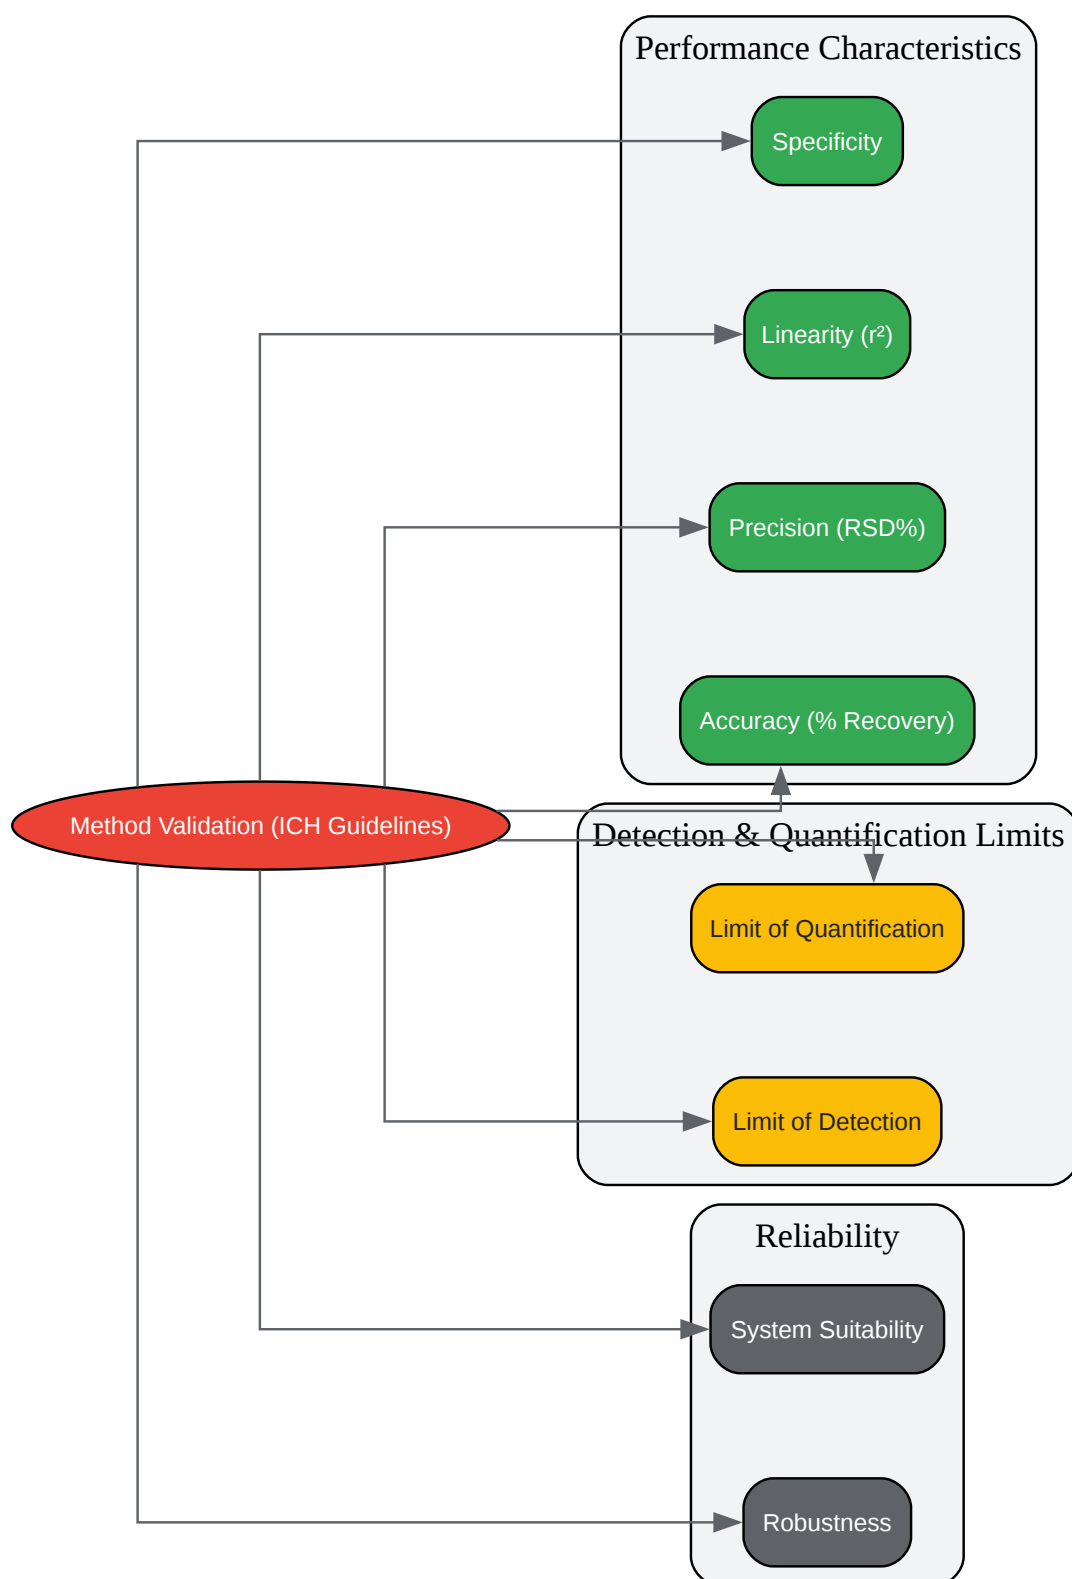 Performance Characteristics
Specificity
Linearity (r²)
Precision (RSD%)
Accuracy (% Recovery)
Method Validation (ICH Guidelines)
Detection & Quantification Limits
Limit of Quantification
Limit of Detection
Reliability
System Suitability
Robustness